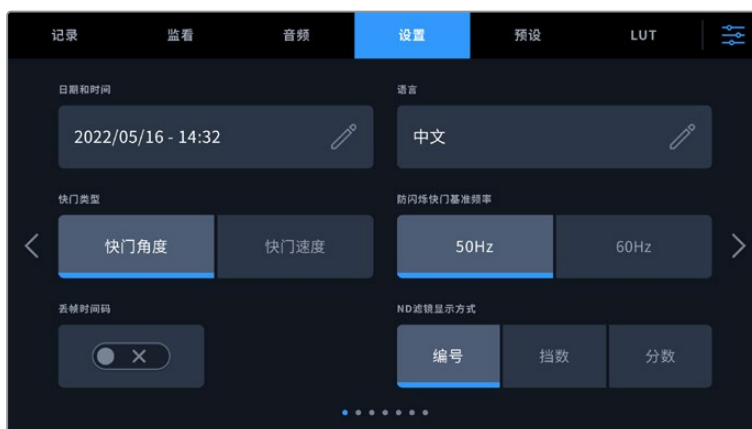 记录 监看 音频 设置 预设 LUT
日期和时间 语言
2022/05/16 - 14:32 中文
快门类型 防闪烁快门基准频率
快门角度 快门速度 50Hz 60Hz
丢帧时间码 ND滤镜显示方式
编号 挡数 分数